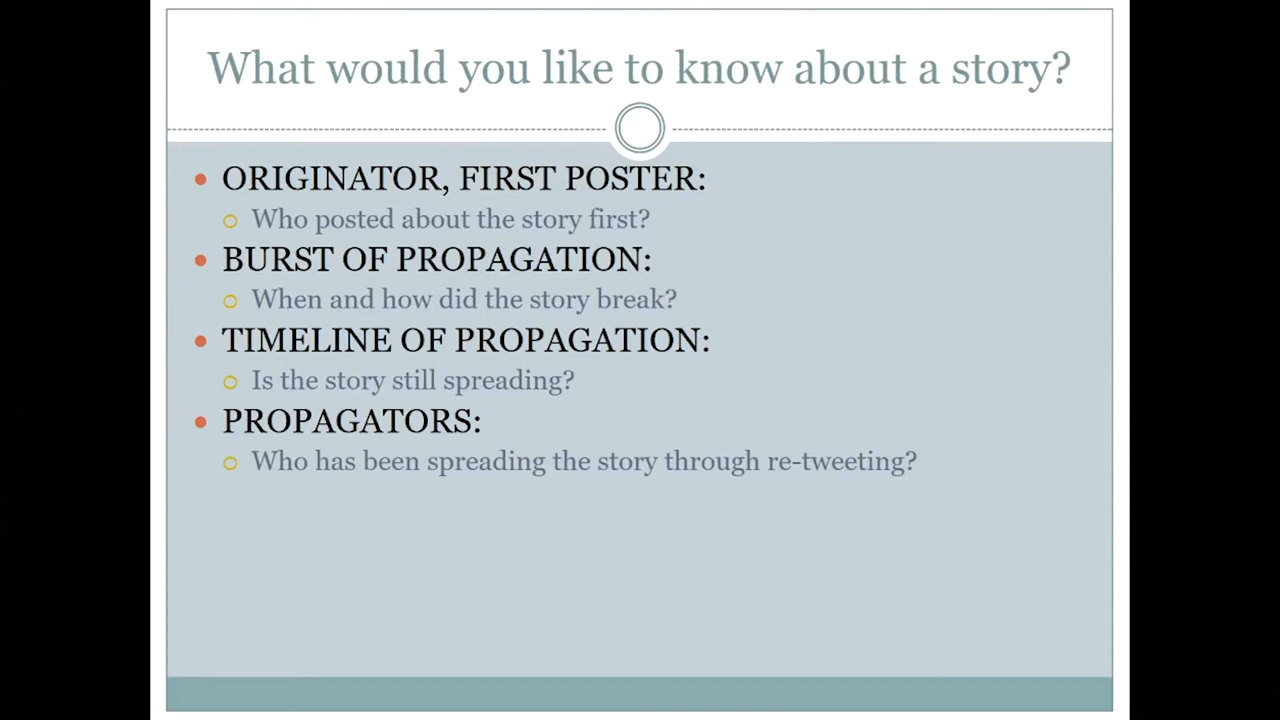 What would you like to know about a story?
ORIGINATOR, FIRST POSTER:
Who posted about the story first?
BURST OF PROPAGATION:
When and how did the story break?
TIMELINE OF PROPAGATION:
Is the story still spreading?
PROPAGATORS:
Who has been spreading the story through re-tweeting?